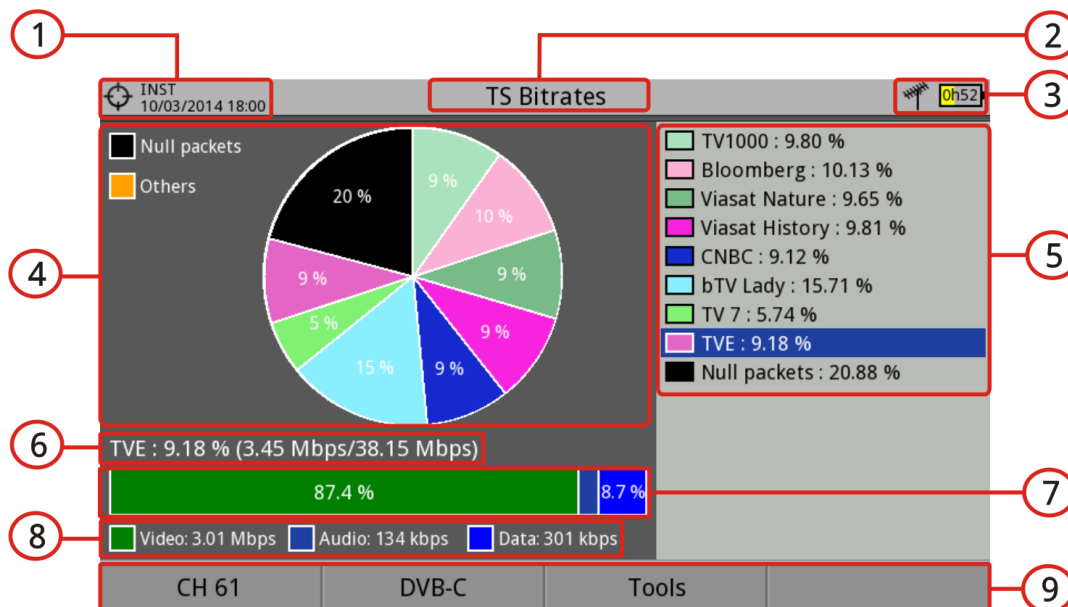 1
2
3
INST
10/03/2014 18:00
TS Bitrates
0h52
Null packets
Others
9 %
10 %
9 %
9 %
9 %
15 %
5 %
9 %
20 %
4
TV1000 : 9.80 %
Bloomberg : 10.13 %
Viasat Nature : 9.65 %
Viasat History : 9.81 %
CNBC : 9.12 %
bTV Lady : 15.71 %
TV 7 : 5.74 %
TVE : 9.18 %
Null packets : 20.88 %
5
6
TVE : 9.18 % (3.45 Mbps/38.15 Mbps)
87.4 %
8.7 %
7
8
Video: 3.01 Mbps
Audio: 134 kbps
Data: 301 kbps
CH 61
DVB-C
Tools
9